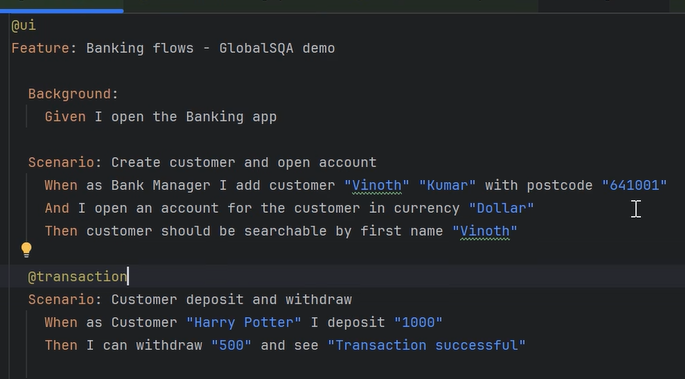 @ui
Feature: Banking flows - GlobalSQA demo
Background:
Given I open the Banking app
Scenario: Create customer and open account
When as Bank Manager I add customer "Vinoth" "Kumar" with postcode "641001"
And I open an account for the customer in currency "Dollar"
Then customer should be searchable by first name "Vinoth"
@transaction
Scenario: Customer deposit and withdraw
When as Customer "Harry Potter" I deposit "1000"
Then I can withdraw "500" and see "Transaction successful"